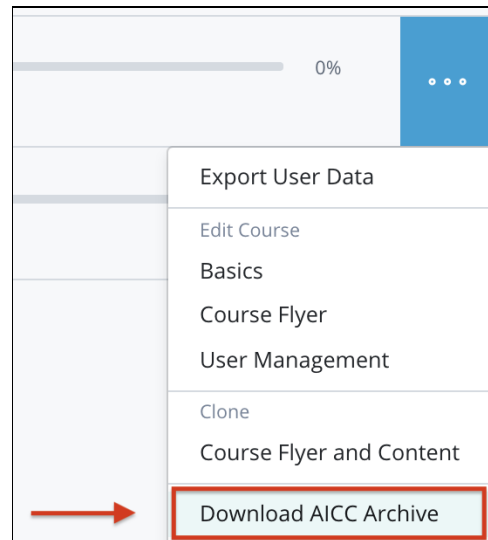 0%
Export User Data
Edit Course
Basics
Course Flyer
User Management
Clone
Course Flyer and Content
Download AICC Archive